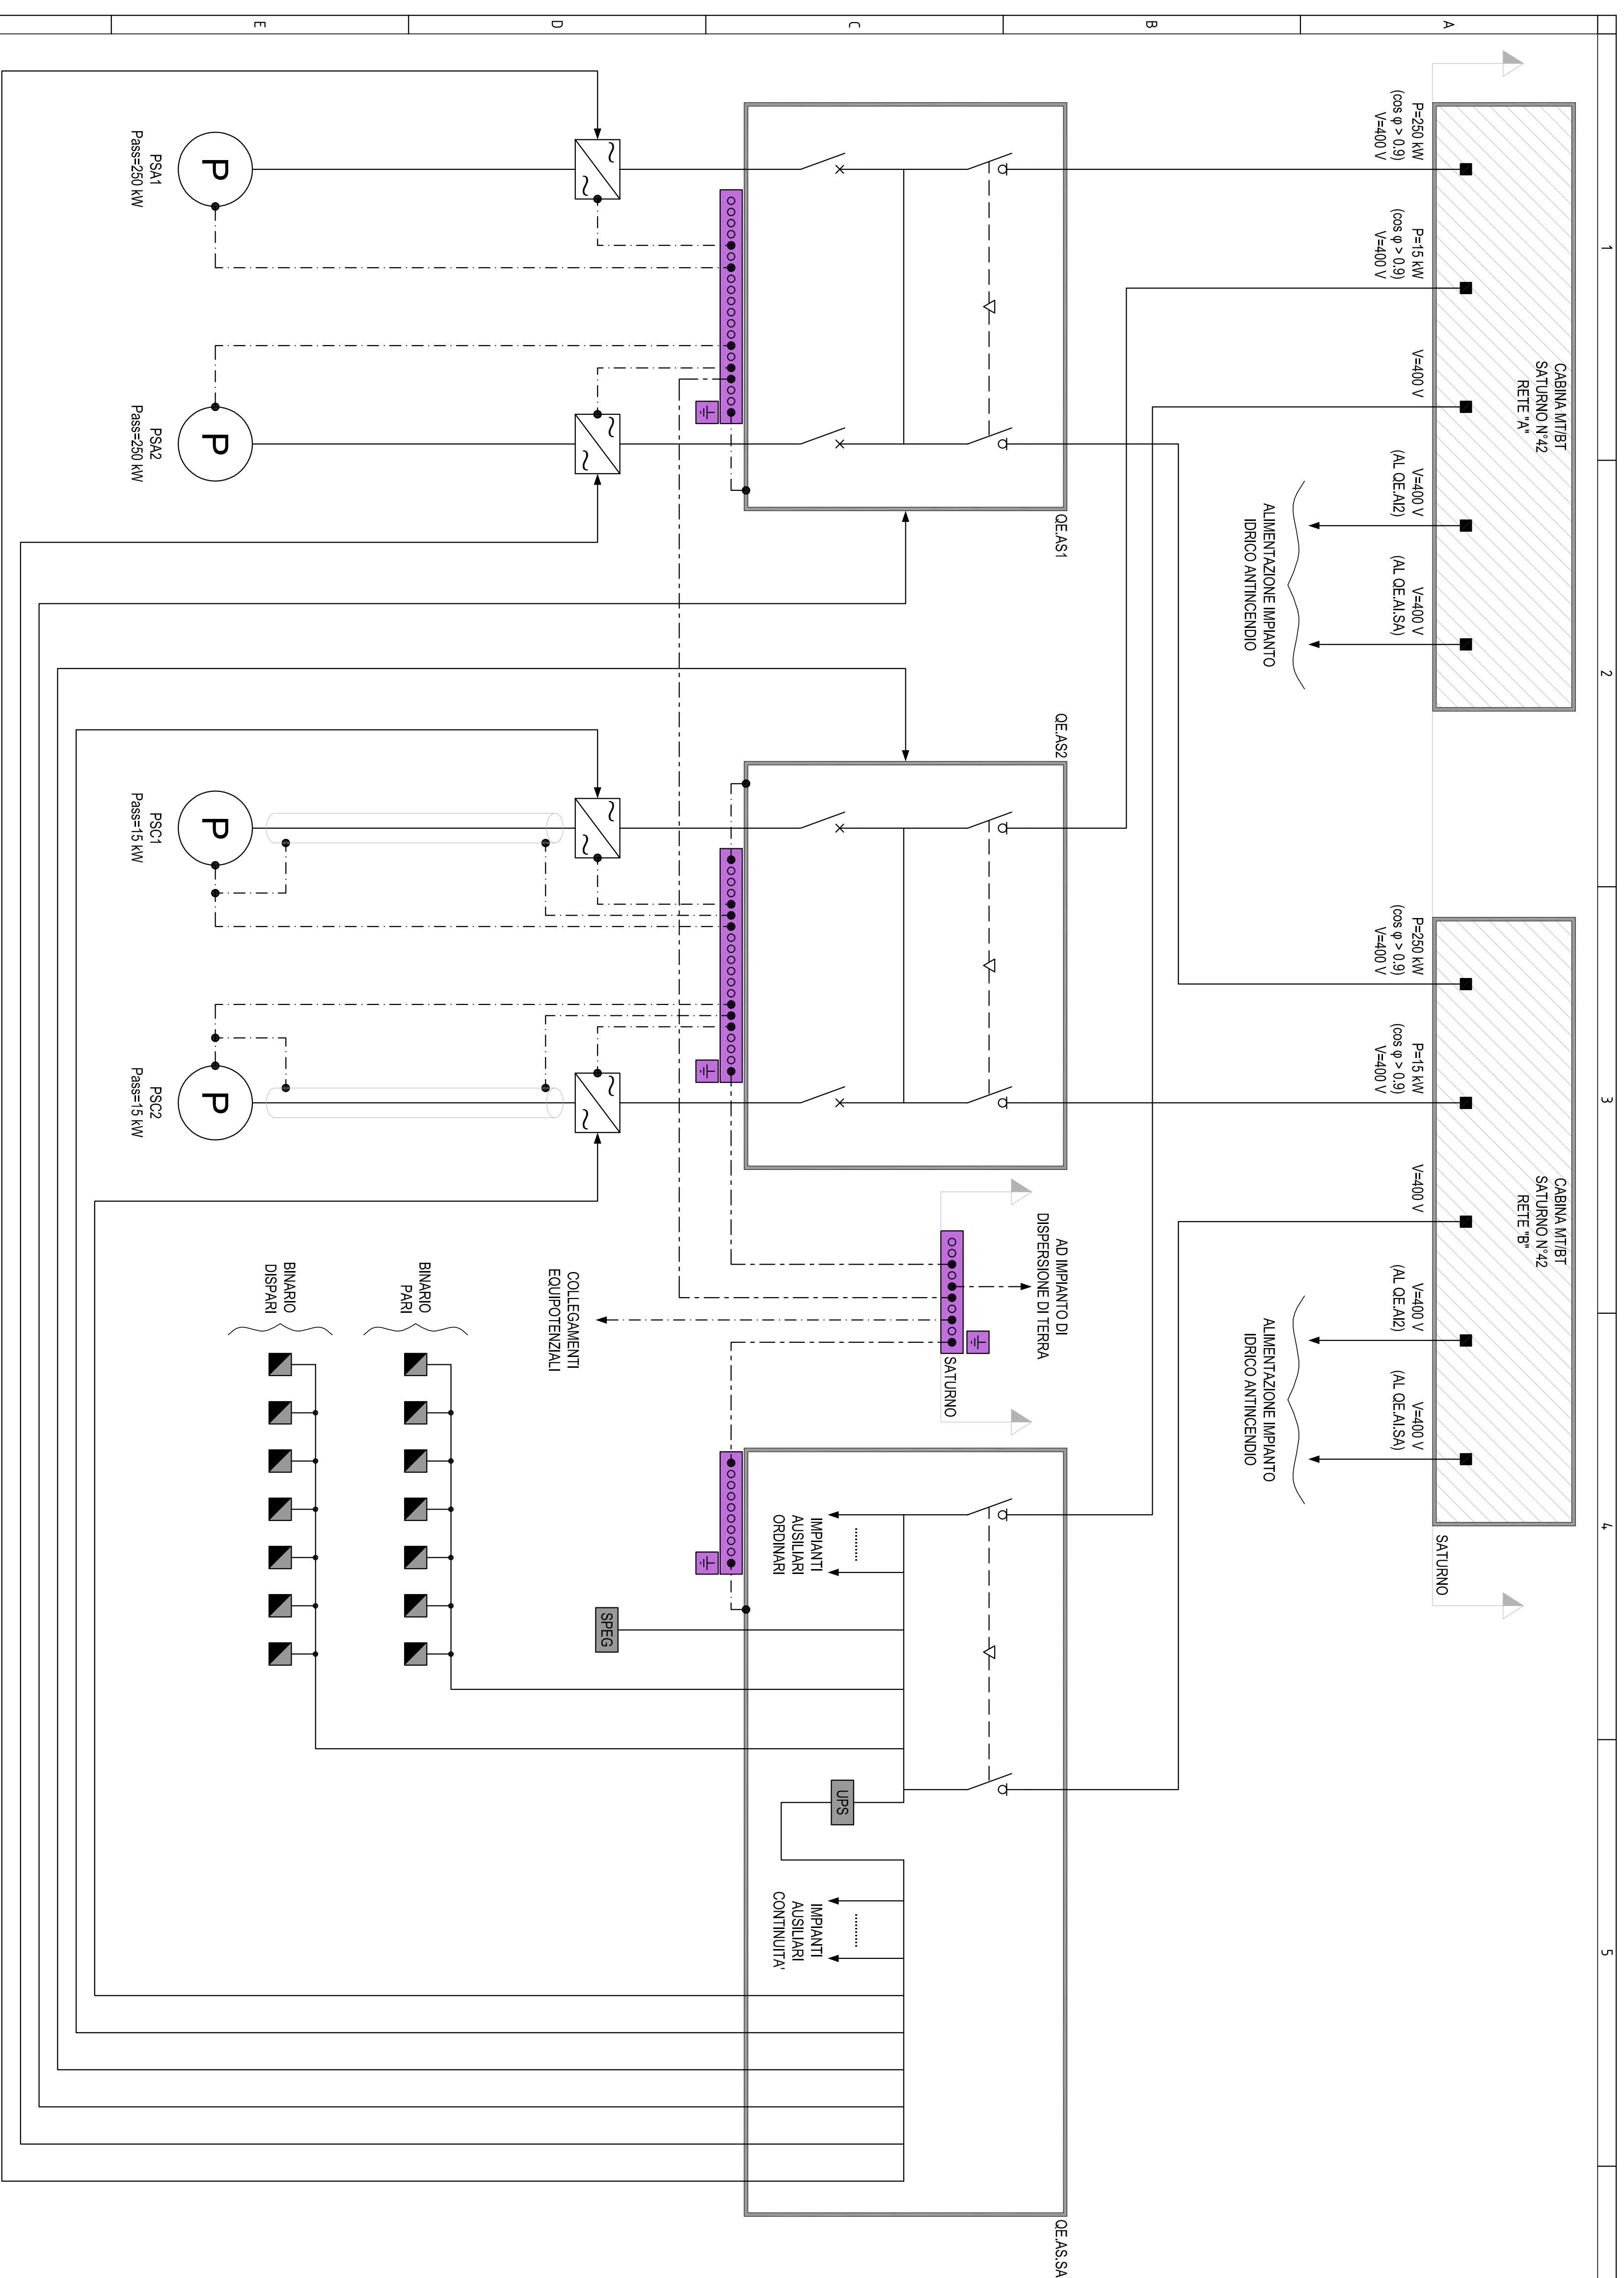 1
2
3
4
5
A
B
C
D
E
CABINA MT/BT
SATURNO N°42
RETE "A"
P=250 kW
(cos φ > 0.9)
V=400 V
P=15 kW
(cos φ > 0.9)
V=400 V
V=400 V
V=400 V
(AL QE.AI2)
V=400 V
(AL QE.AI.SA)
ALIMENTAZIONE IMPIANTO
IDRICO ANTINCENDIO
CABINA MT/BT
SATURNO N°42
RETE "B"
P=250 kW
(cos φ > 0.9)
V=400 V
P=15 kW
(cos φ > 0.9)
V=400 V
V=400 V
V=400 V
(AL QE.AI2)
V=400 V
(AL QE.AI.SA)
SATURNO
ALIMENTAZIONE IMPIANTO
IDRICO ANTINCENDIO
QE.AS1
QE.AS2
QE.AS.SA
AD IMPIANTO DI
DISPERSIONE DI TERRA
SATURNO
COLLEGAMENTI
EQUIPOTENZIALI
..........
IMPIANTI
AUSILIARI
ORDINARI
UPS
..........
IMPIANTI
AUSILIARI
CONTINUITA'
SPEG
BINARIO
PARI
BINARIO
DISPARI
P
PSA1
Pass=250 kW
P
PSA2
Pass=250 kW
P
PSC1
Pass=15 kW
P
PSC2
Pass=15 kW